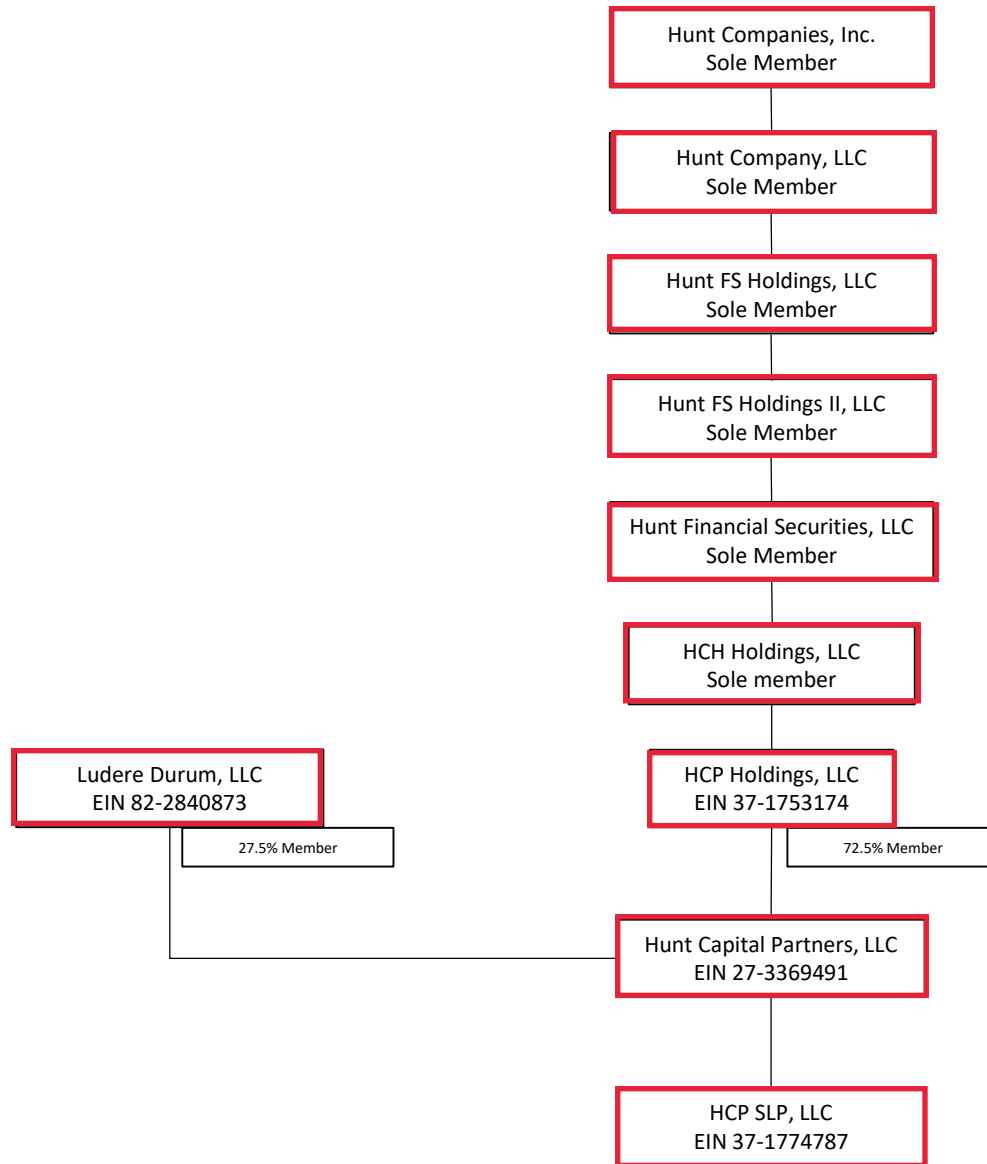 Hunt Companies, Inc.
Sole Member
Hunt Company, LLC
Sole Member
Hunt FS Holdings, LLC
Sole Member
Hunt FS Holdings II, LLC
Sole Member
Hunt Financial Securities, LLC
Sole Member
HCH Holdings, LLC
Sole member
Ludere Durum, LLC
EIN 82-2840873
27.5% Member
HCP Holdings, LLC
EIN 37-1753174
72.5% Member
Hunt Capital Partners, LLC
EIN 27-3369491
HCP SLP, LLC
EIN 37-1774787